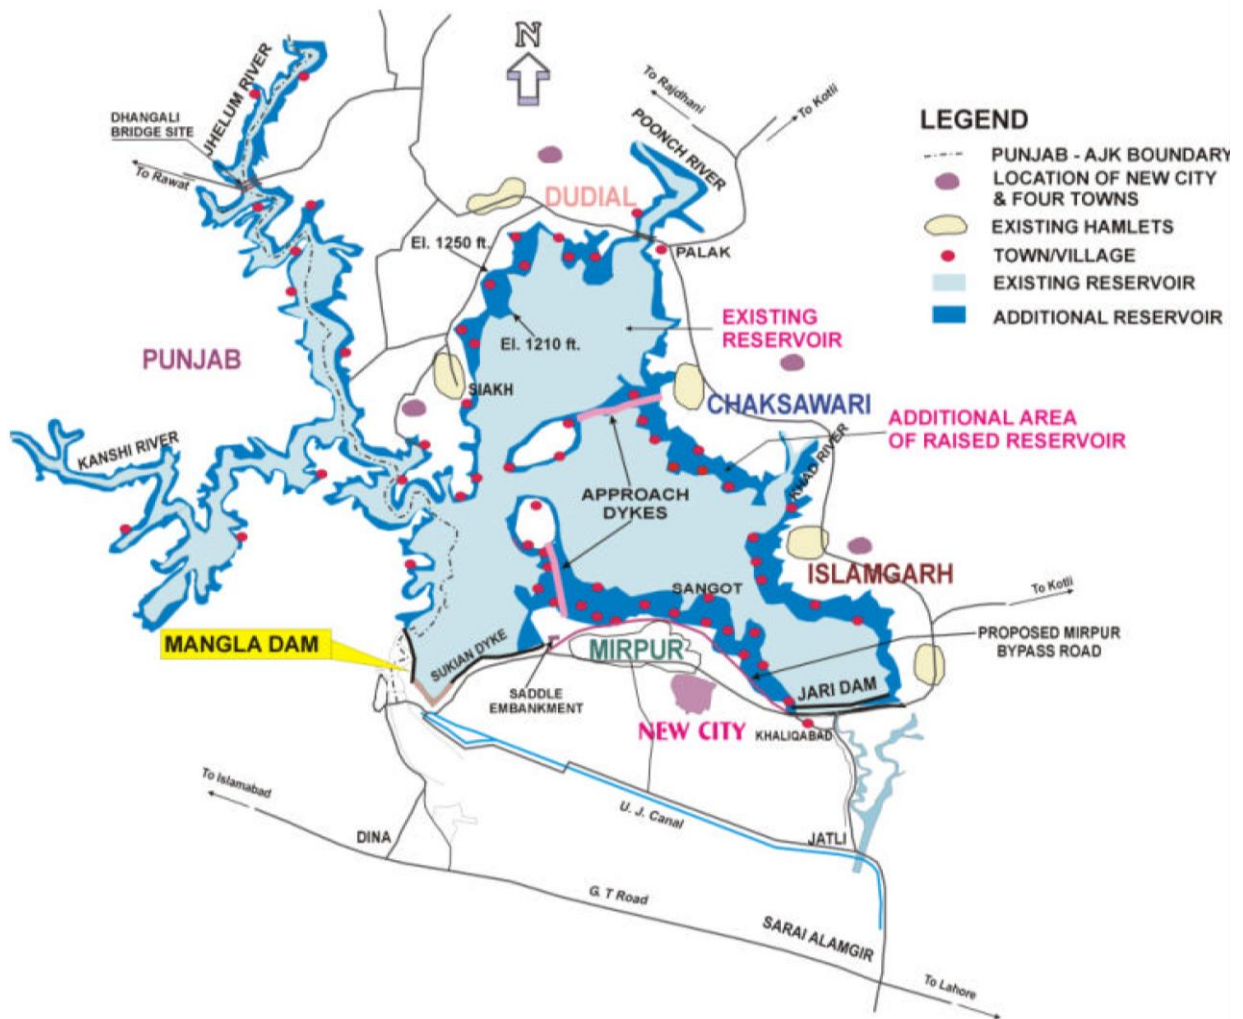 N
JHELUM RIVER
DHANGALI
BRIDGE SITE
To Rawat
To Rajdhani
To Kotli
POONCH RIVER
DUDIAL
PALAK
El. 1250 ft.
El. 1210 ft.
LEGEND
PUNJAB - AJK BOUNDARY
LOCATION OF NEW CITY
& FOUR TOWNS
EXISTING HAMLETS
TOWN/VILLAGE
EXISTING RESERVOIR
ADDITIONAL RESERVOIR
EXISTING
RESERVOIR
PUNJAB
SIAKH
CHAKSAWARI
ADDITIONAL AREA
OF RAISED RESERVOIR
KANSHI RIVER
KHAD RIVER
APPROACH
DYKES
ISLAMGARH
SANGOT
To Kotli
MANGLA DAM
SUKIAN DYKE
MIRPUR
PROPOSED MIRPUR
BYPASS ROAD
SADDLE
EMBANKMENT
JARI DAM
NEW CITY
KHALIQABAD
To Islamabad
U. J. Canal
DINA
JATLI
G. T Road
SARAI ALAMGIR
To Lahore